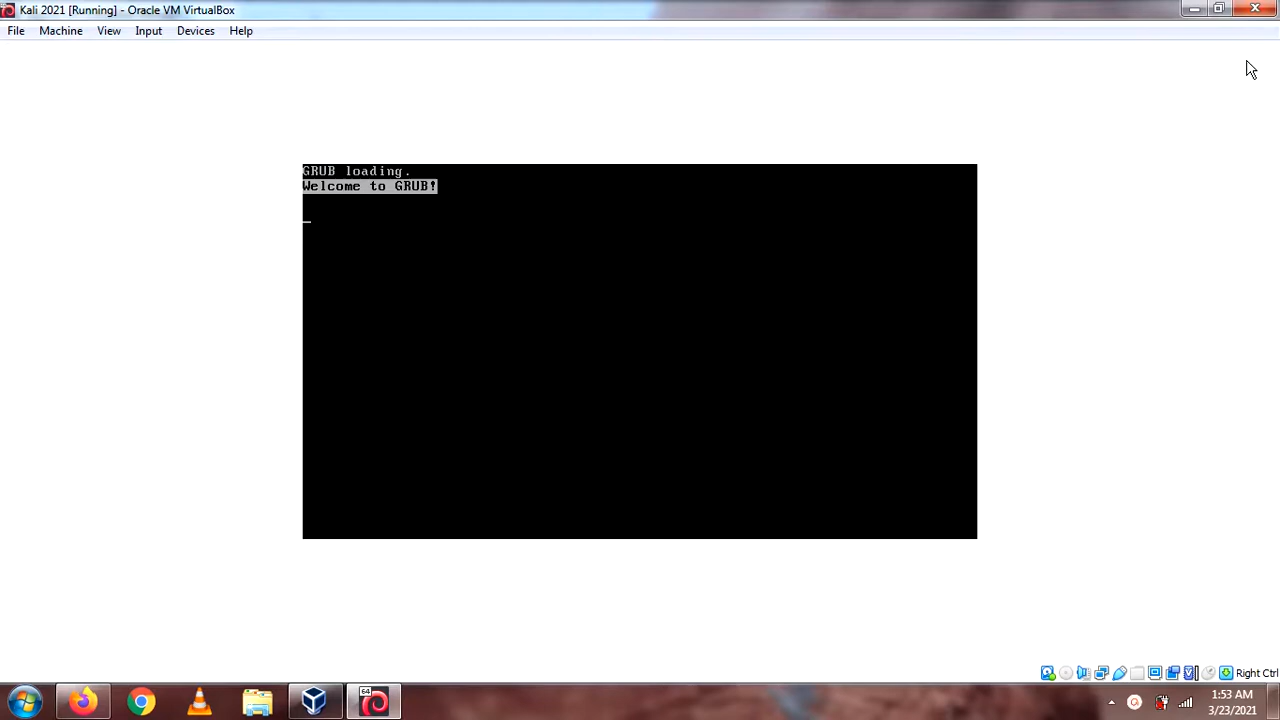 Kali 2021 [Running] - Oracle VM VirtualBox
File Machine View Input Devices Help
GRUB loading.
Welcome to GRUB!
Right Ctrl
64
1:53 AM
3/23/2021